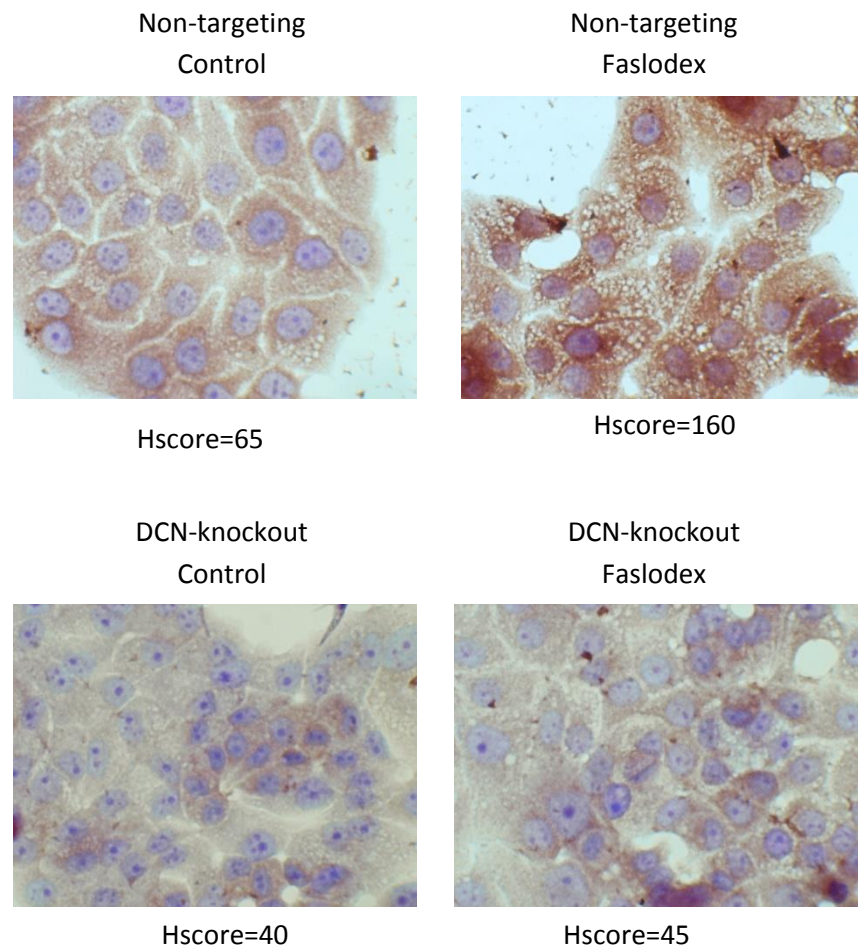 Non-targeting
Control
Non-targeting
Faslodex
Hscore=65
Hscore=160
DCN-knockout
Control
DCN-knockout
Faslodex
Hscore=40
Hscore=45